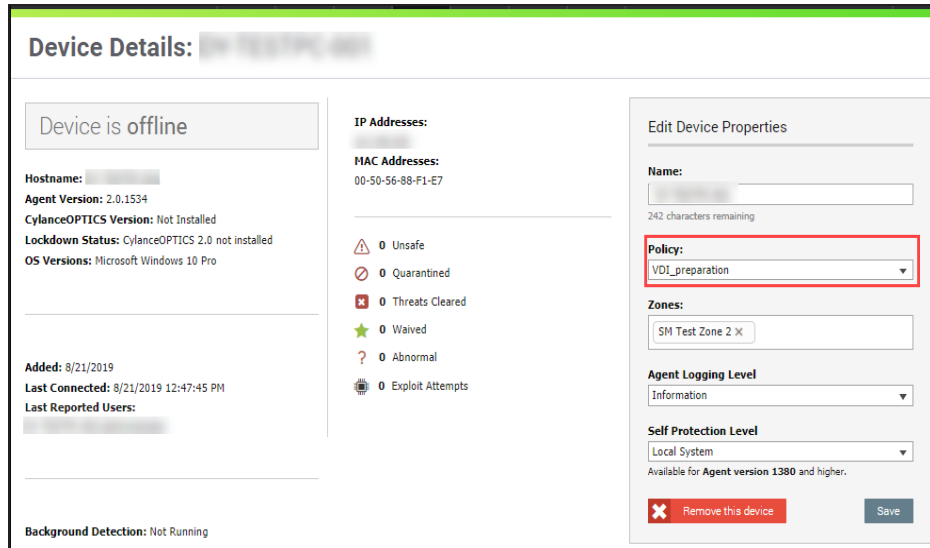 Device Details:
Device is offline
Hostname:
Agent Version: 2.0.1534
CylanceOPTICS Version: Not Installed
Lockdown Status: CylanceOPTICS 2.0 not installed
OS Versions: Microsoft Windows 10 Pro
Added: 8/21/2019
Last Connected: 8/21/2019 12:47:45 PM
Last Reported Users:
Background Detection: Not Running
IP Addresses:
MAC Addresses:
00-50-56-88-F1-E7
0 Unsafe
0 Quarantined
0 Threats Cleared
0 Waived
0 Abnormal
0 Exploit Attempts
Edit Device Properties
Name:
242 characters remaining
Policy:
VDI_preparation
Zones:
SM Test Zone 2
Agent Logging Level
Information
Self Protection Level
Local System
Available for Agent version 1380 and higher.
Remove this device
Save